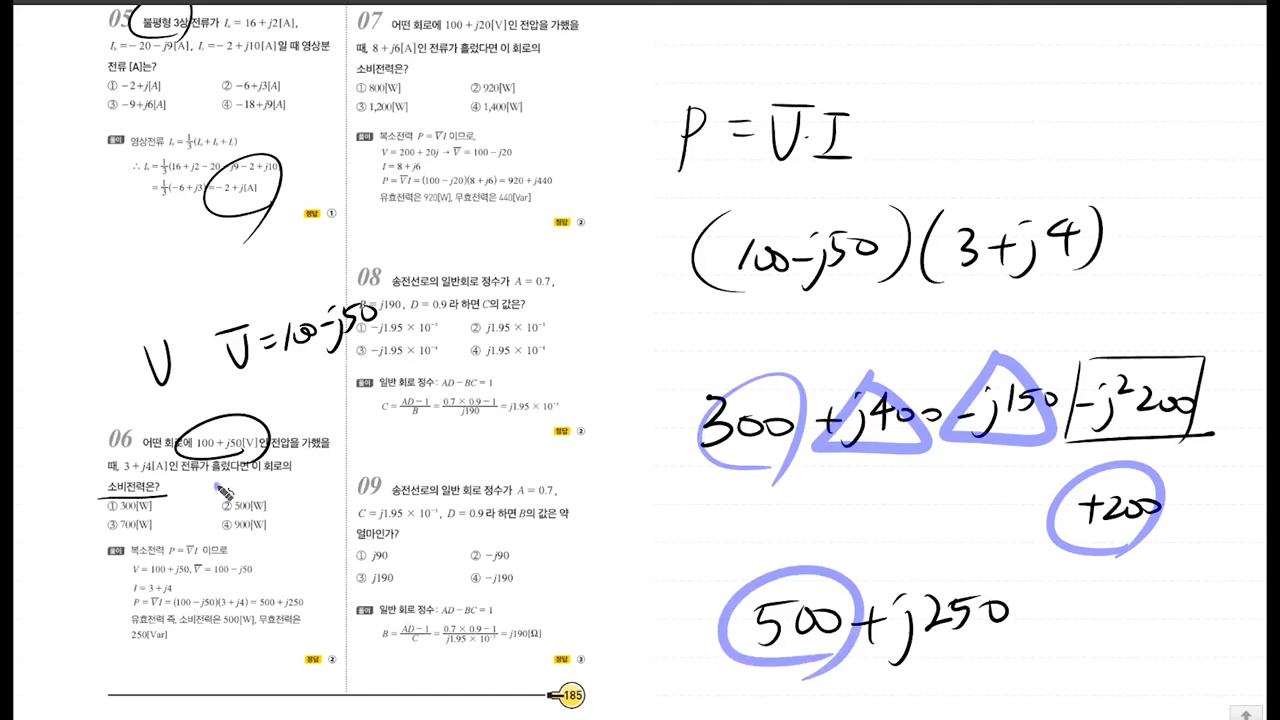 05 불평형 3상 전류가 Iₐ = 16 + j2[A],
I_b = − 20 − j9[A], I_c = − 2 + j10[A]일 때 영상분
전류 [A]는?
① −2+j[A] ② −6+j3[A]
③ −9+j6[A] ④ −18+j9[A]
풀이 영상전류 I₀ = 1/3(Iₐ + I_b + I_c)
∴ I₀ = 1/3(16 + j2 − 20 − j9 − 2 + j10)
= 1/3(−6 + j3) = − 2 + j[A]
정답 ①
V V̅ = 100 − j50
06 어떤 회로에 100 + j50[V]인 전압을 가했을
때, 3 + j4[A]인 전류가 흘렀다면 이 회로의
소비전력은?
① 300[W] ② 500[W]
③ 700[W] ④ 900[W]
풀이 복소전력 P = V̅I 이므로
V = 100 + j50, V̅ = 100 − j50
I = 3 + j4
P = V̅I = (100 − j50)(3 + j4) = 500 + j250
유효전력 즉, 소비전력은 500[W], 무효전력은
250[Var]
정답 ②
07 어떤 회로에 100 + j20[V]인 전압을 가했을
때, 8 + j6[A]인 전류가 흘렀다면 이 회로의
소비전력은?
① 800[W] ② 920[W]
③ 1,200[W] ④ 1,400[W]
풀이 복소전력 P = V̅I 이므로,
V = 200 + 20j → V̅ = 100 − j20
I = 8 + j6
P = V̅I = (100 − j20)(8 + j6) = 920 + j440
유효전력은 920[W], 무효전력은 440[Var]
정답 ②
08 송전선로의 일반회로 정수가 A = 0.7,
B = j190, D = 0.9 라 하면 C의 값은?
① −j1.95 × 10⁻³ ② j1.95 × 10⁻³
③ −j1.95 × 10⁻⁴ ④ j1.95 × 10⁻⁴
풀이 일반 회로 정수 : AD − BC = 1
C = AD−1/B = 0.7 × 0.9 − 1/j190 = j1.95 × 10⁻³
정답 ②
09 송전선로의 일반 회로 정수가 A = 0.7,
C = j1.95 × 10⁻³, D = 0.9 라 하면 B의 값은 약
얼마인가?
① j90 ② −j90
③ j190 ④ −j190
풀이 일반 회로 정수 : AD − BC = 1
B = AD−1/C = 0.7 × 0.9 − 1/j1.95 × 10⁻³ = j190[Ω]
정답 ③
185
P = V̅·I
(100−j50)(3+j4)
300 +j400 −j150 −j²200
+200
500+j250